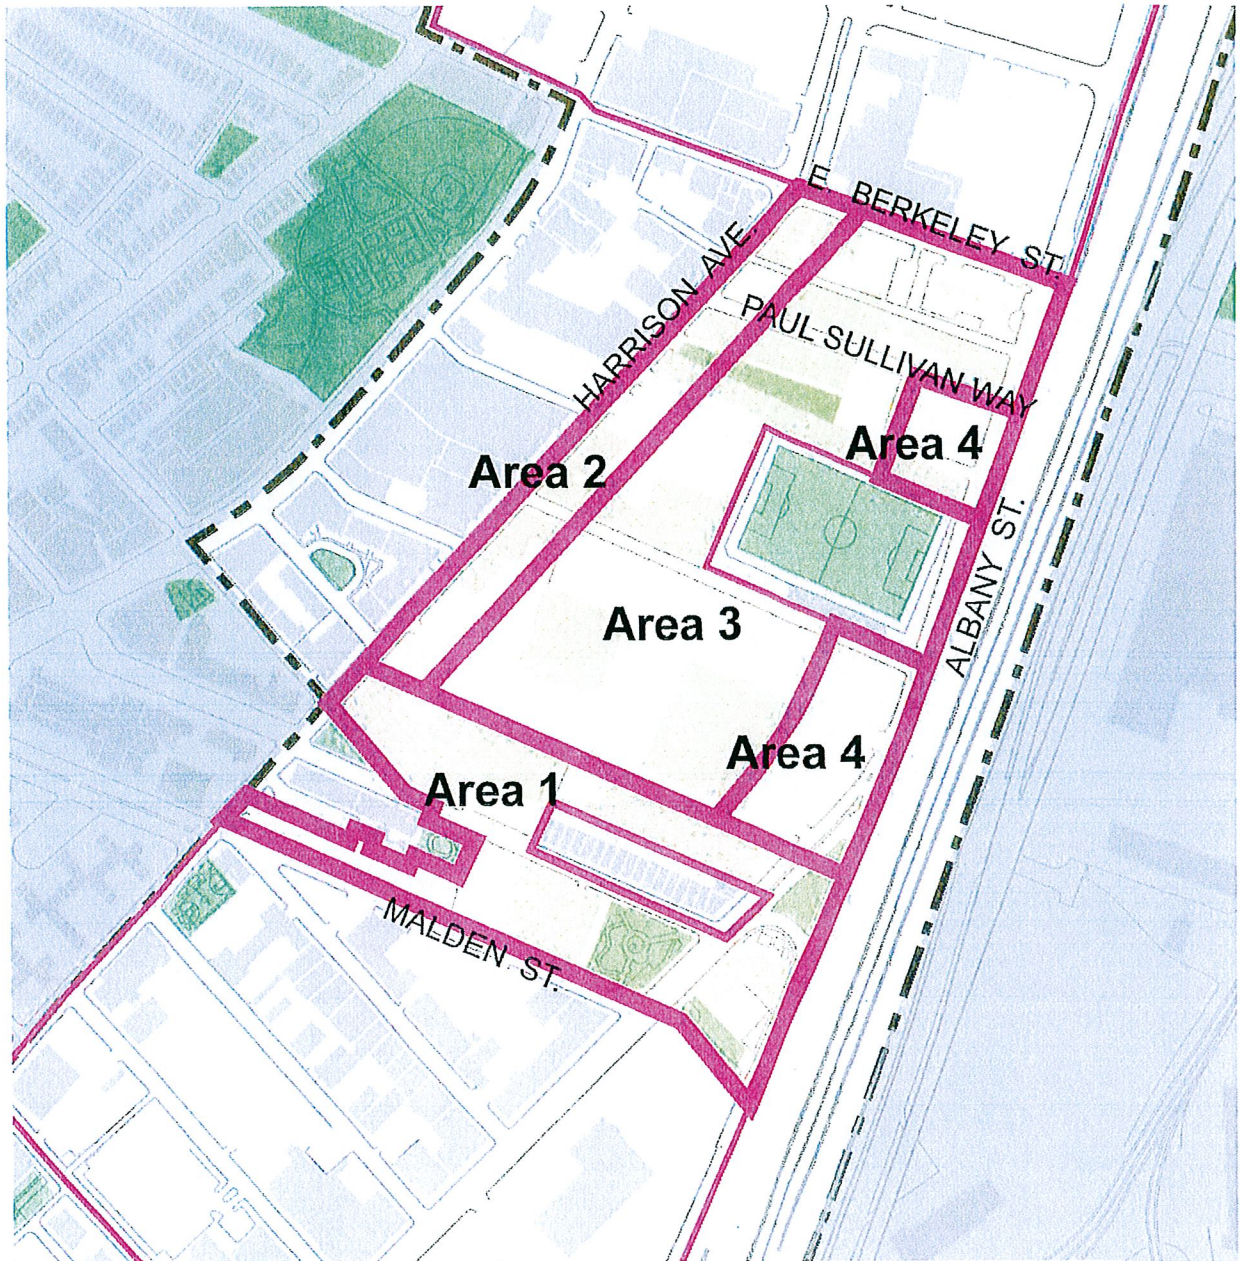 E. BERKELEY ST.
HARRISON AVE.
PAUL SULLIVAN WAY
Area 4
Area 2
ALBANY ST.
Area 3
Area 4
Area 1
MALDEN ST.